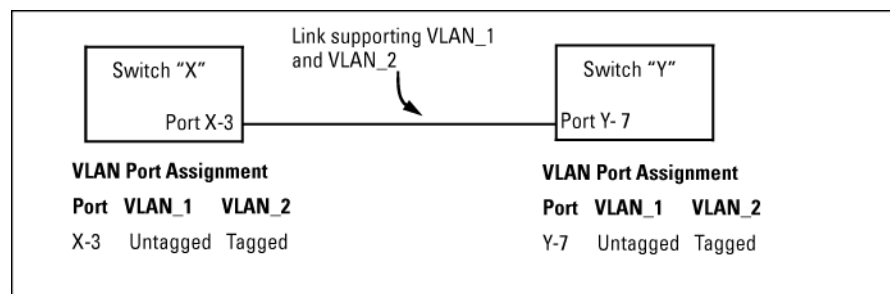 Link supporting VLAN_1
and VLAN_2
Switch “X”
Port X-3
Switch “Y”
Port Y- 7
VLAN Port Assignment
Port VLAN_1 VLAN_2
X-3 Untagged Tagged
VLAN Port Assignment
Port VLAN_1 VLAN_2
Y-7 Untagged Tagged